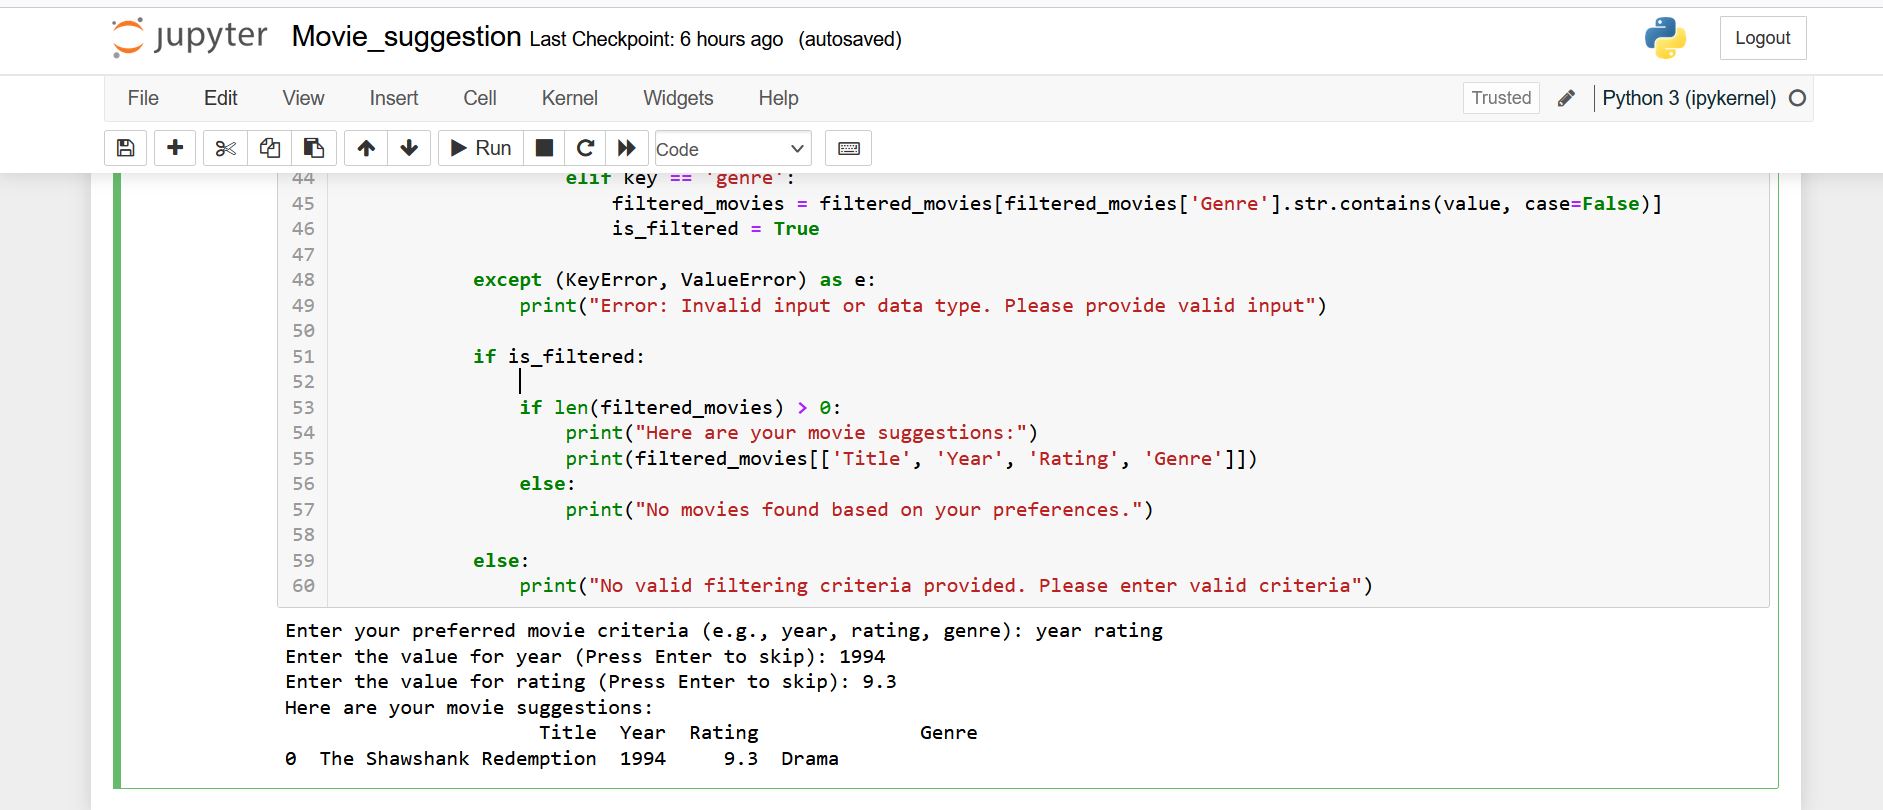 jupyter Movie_suggestion Last Checkpoint: 6 hours ago (autosaved)
Logout
File Edit View Insert Cell Kernel Widgets Help
Trusted Python 3 (ipykernel)
Run Code
44 elif key == 'genre':
45 filtered_movies = filtered_movies[filtered_movies['Genre'].str.contains(value, case=False)]
46 is_filtered = True
47
48 except (KeyError, ValueError) as e:
49 print("Error: Invalid input or data type. Please provide valid input")
50
51 if is_filtered:
52
53 if len(filtered_movies) > 0:
54 print("Here are your movie suggestions:")
55 print(filtered_movies[['Title', 'Year', 'Rating', 'Genre']])
56 else:
57 print("No movies found based on your preferences.")
58
59 else:
60 print("No valid filtering criteria provided. Please enter valid criteria")
Enter your preferred movie criteria (e.g., year, rating, genre): year rating
Enter the value for year (Press Enter to skip): 1994
Enter the value for rating (Press Enter to skip): 9.3
Here are your movie suggestions:
Title Year Rating Genre
0 The Shawshank Redemption 1994 9.3 Drama